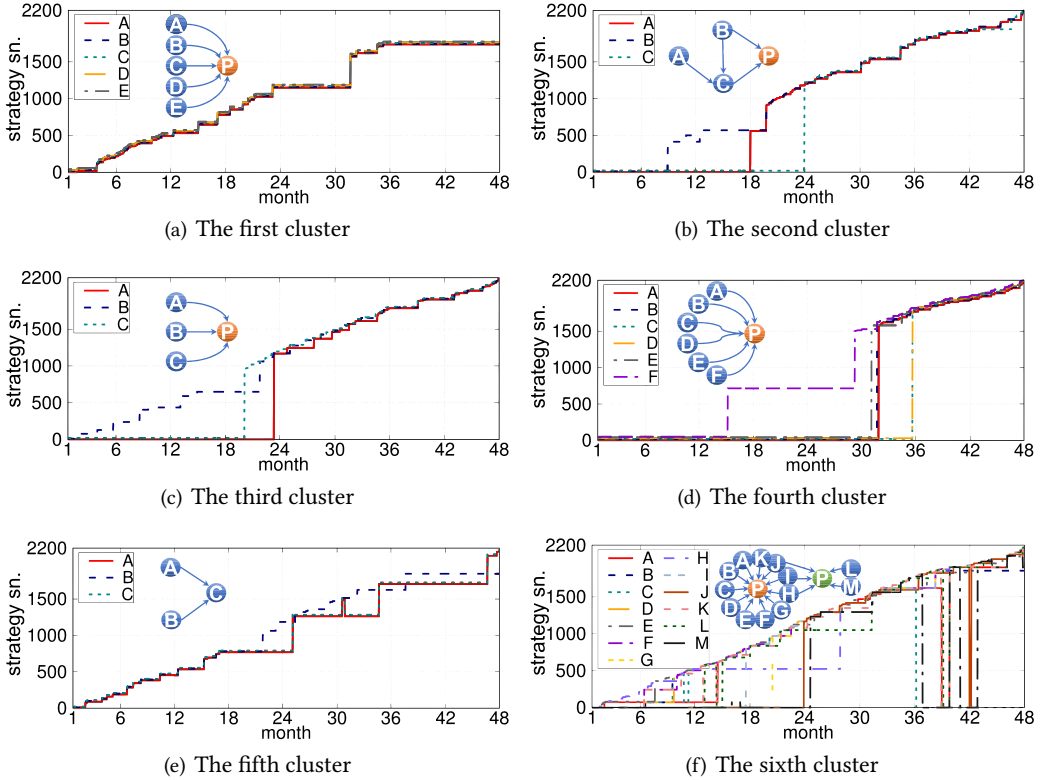 2200
1500
1000
500
0
strategy sn.
A
B
C
D
E
A
B
C
P
D
E
1 6 12 18 24 30 36 42 48
month
(a) The first cluster
2200
1500
1000
500
0
strategy sn.
A
B
C
B
A
P
C
1 6 12 18 24 30 36 42 48
month
(b) The second cluster
2200
1500
1000
500
0
strategy sn.
A
B
C
A
B
P
C
1 6 12 18 24 30 36 42 48
month
(c) The third cluster
2200
1500
1000
500
0
strategy sn.
A
B
C
D
E
F
A
B
C
P
D
E
F
1 6 12 18 24 30 36 42 48
month
(d) The fourth cluster
2200
1500
1000
500
0
strategy sn.
A
B
C
A
C
B
1 6 12 18 24 30 36 42 48
month
(e) The fifth cluster
2200
1500
1000
500
0
strategy sn.
A H
B I
C J
D K
E L
F M
G
A K J
B I P L
C P H M
D G
E F
1 6 12 18 24 30 36 42 48
month
(f) The sixth cluster